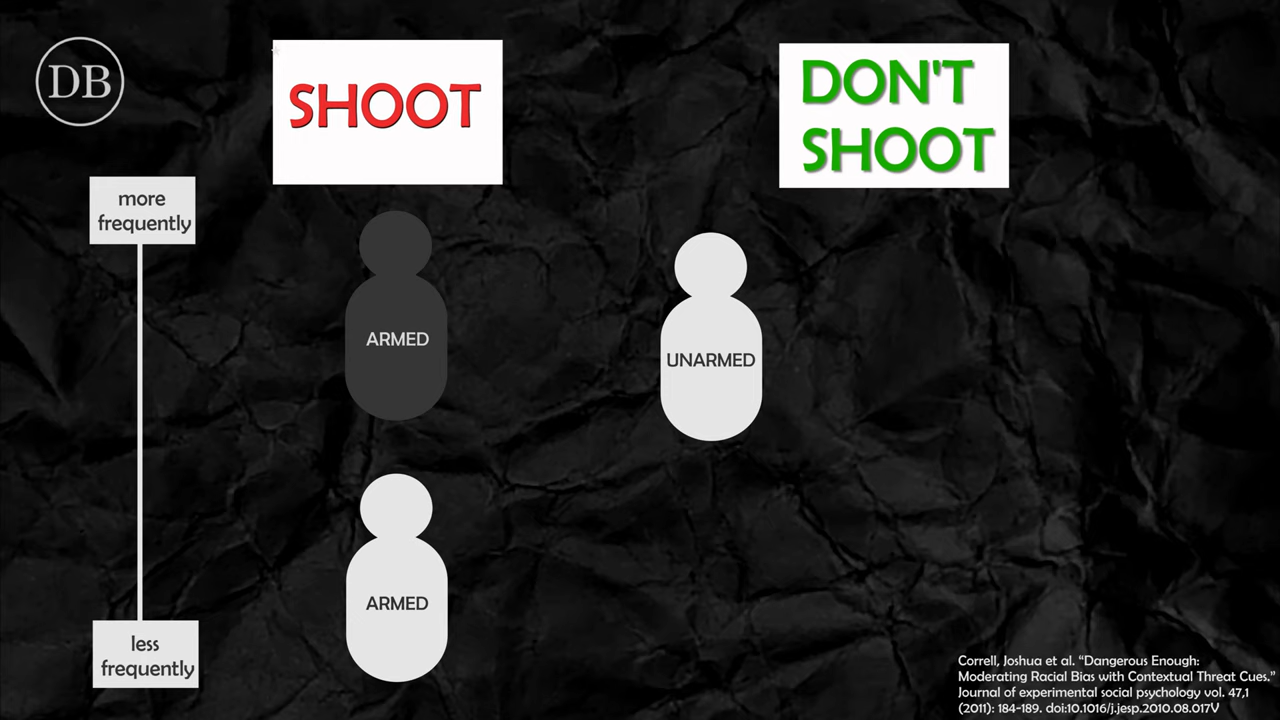 DB
SHOOT
DON'T
SHOOT
more
frequently
ARMED
UNARMED
ARMED
less
frequently
Correll, Joshua et al. “Dangerous Enough:
Moderating Racial Bias with Contextual Threat Cues.”
Journal of experimental social psychology vol. 47,1
(2011): 184-189. doi:10.1016/j.jesp.2010.08.017V